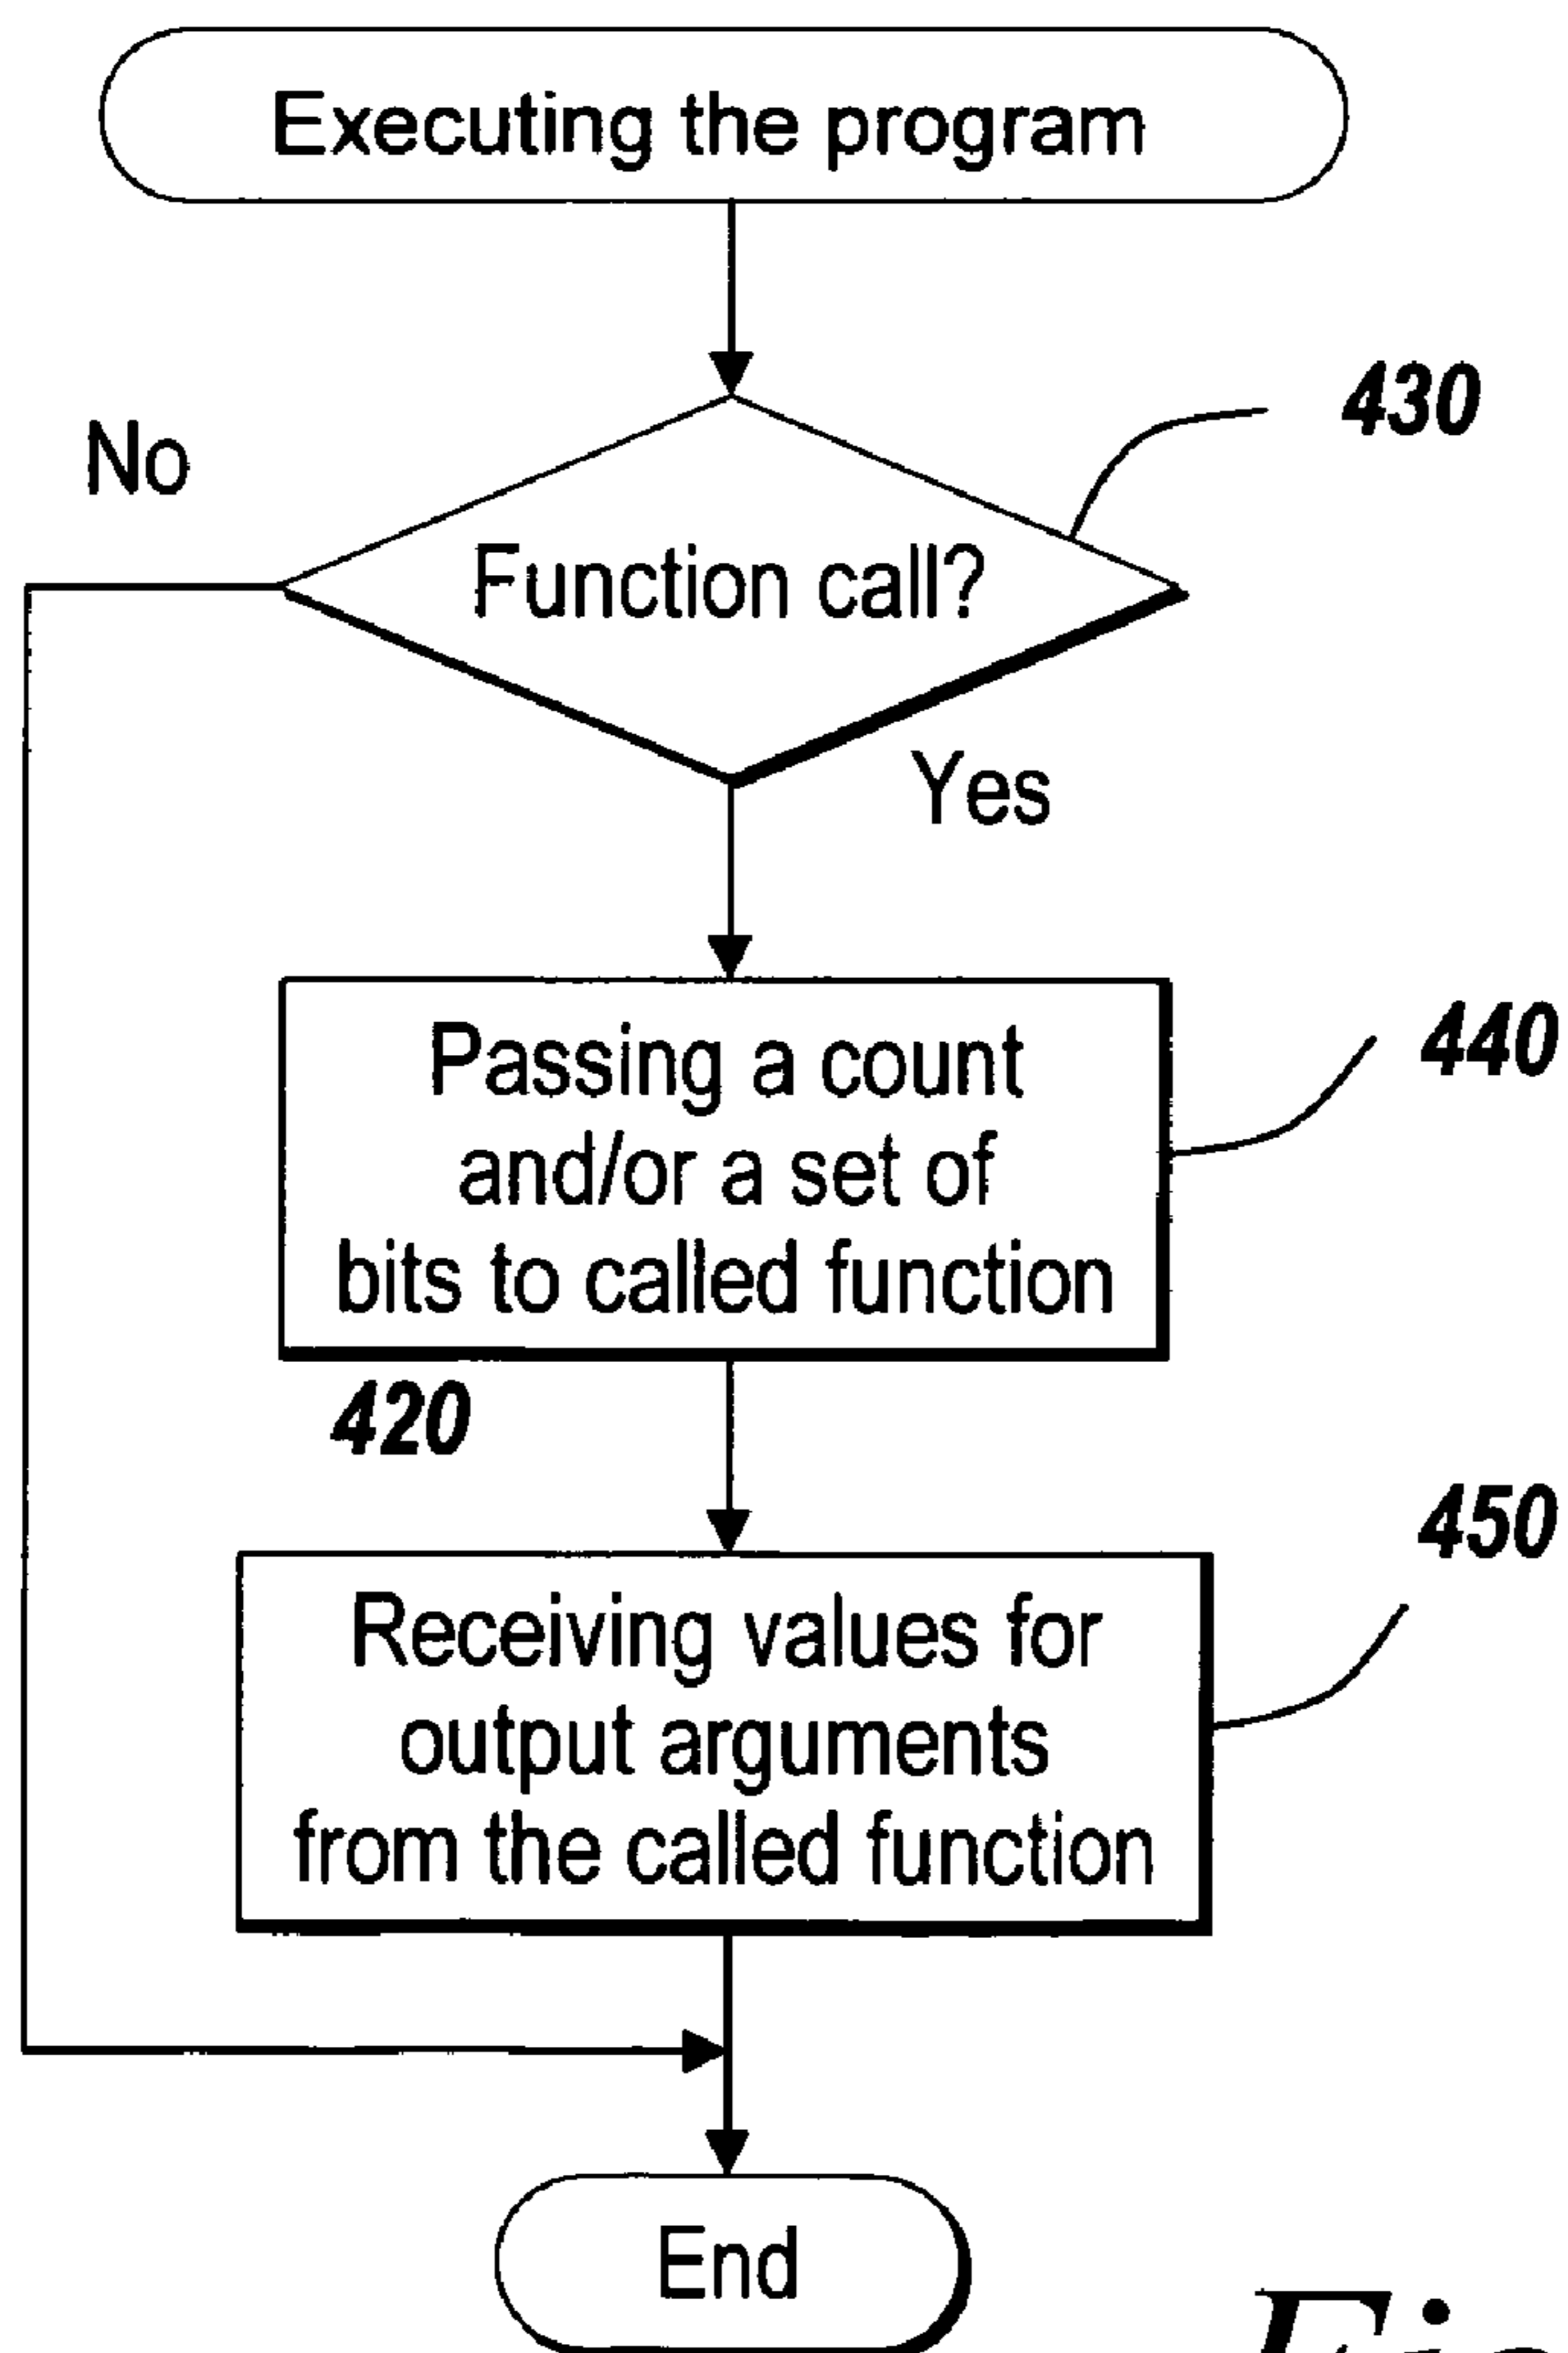 Executing the program
430
No
Function call?
Yes
Passing a count
and/or a set of
bits to called function
440
420
450
Receiving values for
output arguments
from the called function
End